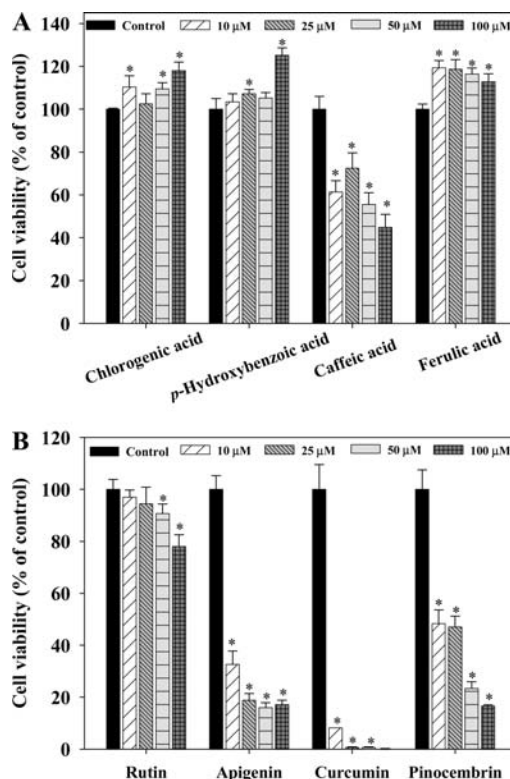 A
Cell viability (% of control)
140
120
100
80
60
40
20
0
Control 10 μM 25 μM 50 μM 100 μM
* * * * * * * * * * * * *
Chlorogenic acid
p-Hydroxybenzoic acid
Caffeic acid
Ferulic acid
B
Cell viability (% of control)
120
100
80
60
40
20
0
Control 10 μM 25 μM 50 μM 100 μM
* * * * * * * * * * * * *
Rutin Apigenin Curcumin Pinocembrin